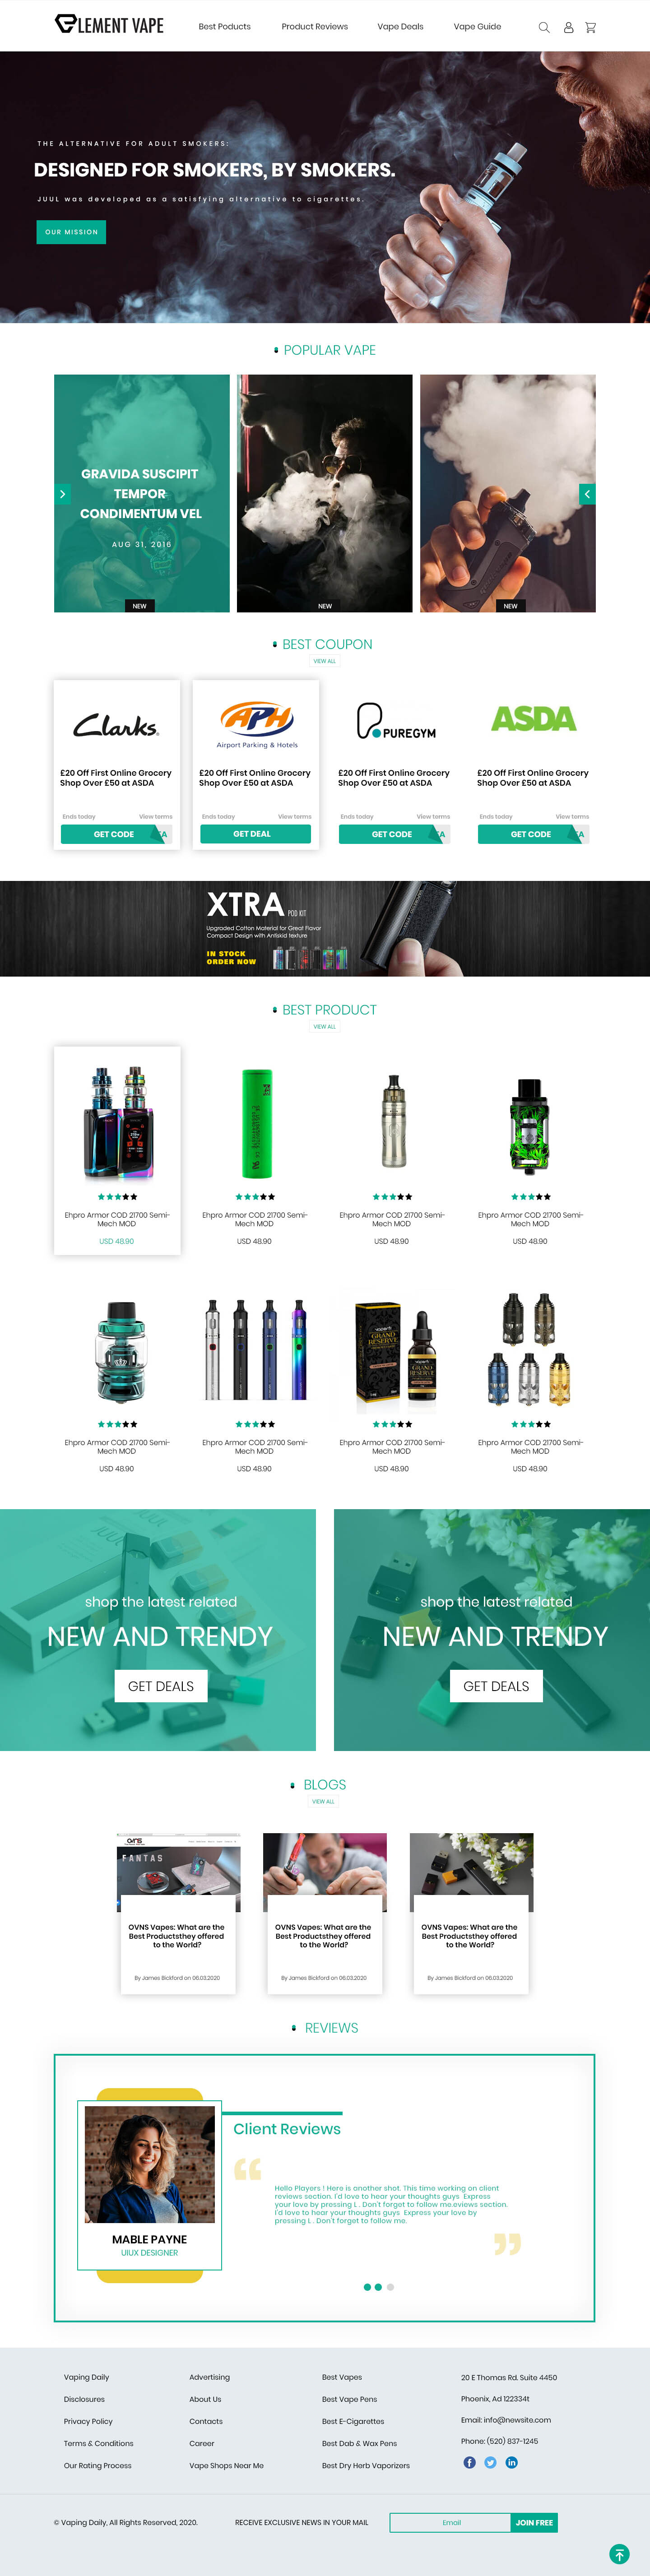 ELEMENT VAPE
Best Poducts Product Reviews Vape Deals Vape Guide
THE ALTERNATIVE FOR ADULT SMOKERS:
DESIGNED FOR SMOKERS, BY SMOKERS.
JUUL was developed as a satisfying alternative to cigarettes.
OUR MISSION
POPULAR VAPE
GRAVIDA SUSCIPIT
TEMPOR
CONDIMENTUM VEL
AUG 31, 2016
NEW NEW NEW
BEST COUPON
VIEW ALL
Clarks APH PUREGYM ASDA
Airport Parking & Hotels
£20 Off First Online Grocery £20 Off First Online Grocery £20 Off First Online Grocery £20 Off First Online Grocery
Shop Over £50 at ASDA Shop Over £50 at ASDA Shop Over £50 at ASDA Shop Over £50 at ASDA
Ends today View terms Ends today View terms Ends today View terms Ends today View terms
GET CODE GET DEAL GET CODE GET CODE
XTRA POD KIT
Upgraded Cotton Material for Great Flavor
Compact Design with Antiskid texture
IN STOCK
ORDER NOW
BEST PRODUCT
VIEW ALL
Ehpro Armor COD 21700 Semi- Ehpro Armor COD 21700 Semi- Ehpro Armor COD 21700 Semi- Ehpro Armor COD 21700 Semi-
Mech MOD Mech MOD Mech MOD Mech MOD
USD 48.90 USD 48.90 USD 48.90 USD 48.90
GRAND
RESERVE
Ehpro Armor COD 21700 Semi- Ehpro Armor COD 21700 Semi- Ehpro Armor COD 21700 Semi- Ehpro Armor COD 21700 Semi-
Mech MOD Mech MOD Mech MOD Mech MOD
USD 48.90 USD 48.90 USD 48.90 USD 48.90
shop the latest related shop the latest related
NEW AND TRENDY NEW AND TRENDY
GET DEALS GET DEALS
BLOGS
VIEW ALL
OVNS
FANTAS
OVNS Vapes: What are the OVNS Vapes: What are the OVNS Vapes: What are the
Best Productsthey offered Best Productsthey offered Best Productsthey offered
to the World? to the World? to the World?
By James Bickford on 06.03.2020 By James Bickford on 06.03.2020 By James Bickford on 06.03.2020
REVIEWS
Client Reviews
Hello Players ! Here is another shot. This time working on client
reviews section. I'd love to hear your thoughts guys Express
your love by pressing L . Don't forget to follow me.eviews section.
I'd love to hear your thoughts guys Express your love by
pressing L . Don't forget to follow me.
MABLE PAYNE
UIUX DESIGNER
Vaping Daily Advertising Best Vapes 20 E Thomas Rd. Suite 4450
Disclosures About Us Best Vape Pens Phoenix, Ad 122334t
Privacy Policy Contacts Best E-Cigarettes Email: info@newsite.com
Terms & Conditions Career Best Dab & Wax Pens Phone: (520) 837-1245
Our Rating Process Vape Shops Near Me Best Dry Herb Vaporizers
© Vaping Daily, All Rights Reserved, 2020. RECEIVE EXCLUSIVE NEWS IN YOUR MAIL Email JOIN FREE